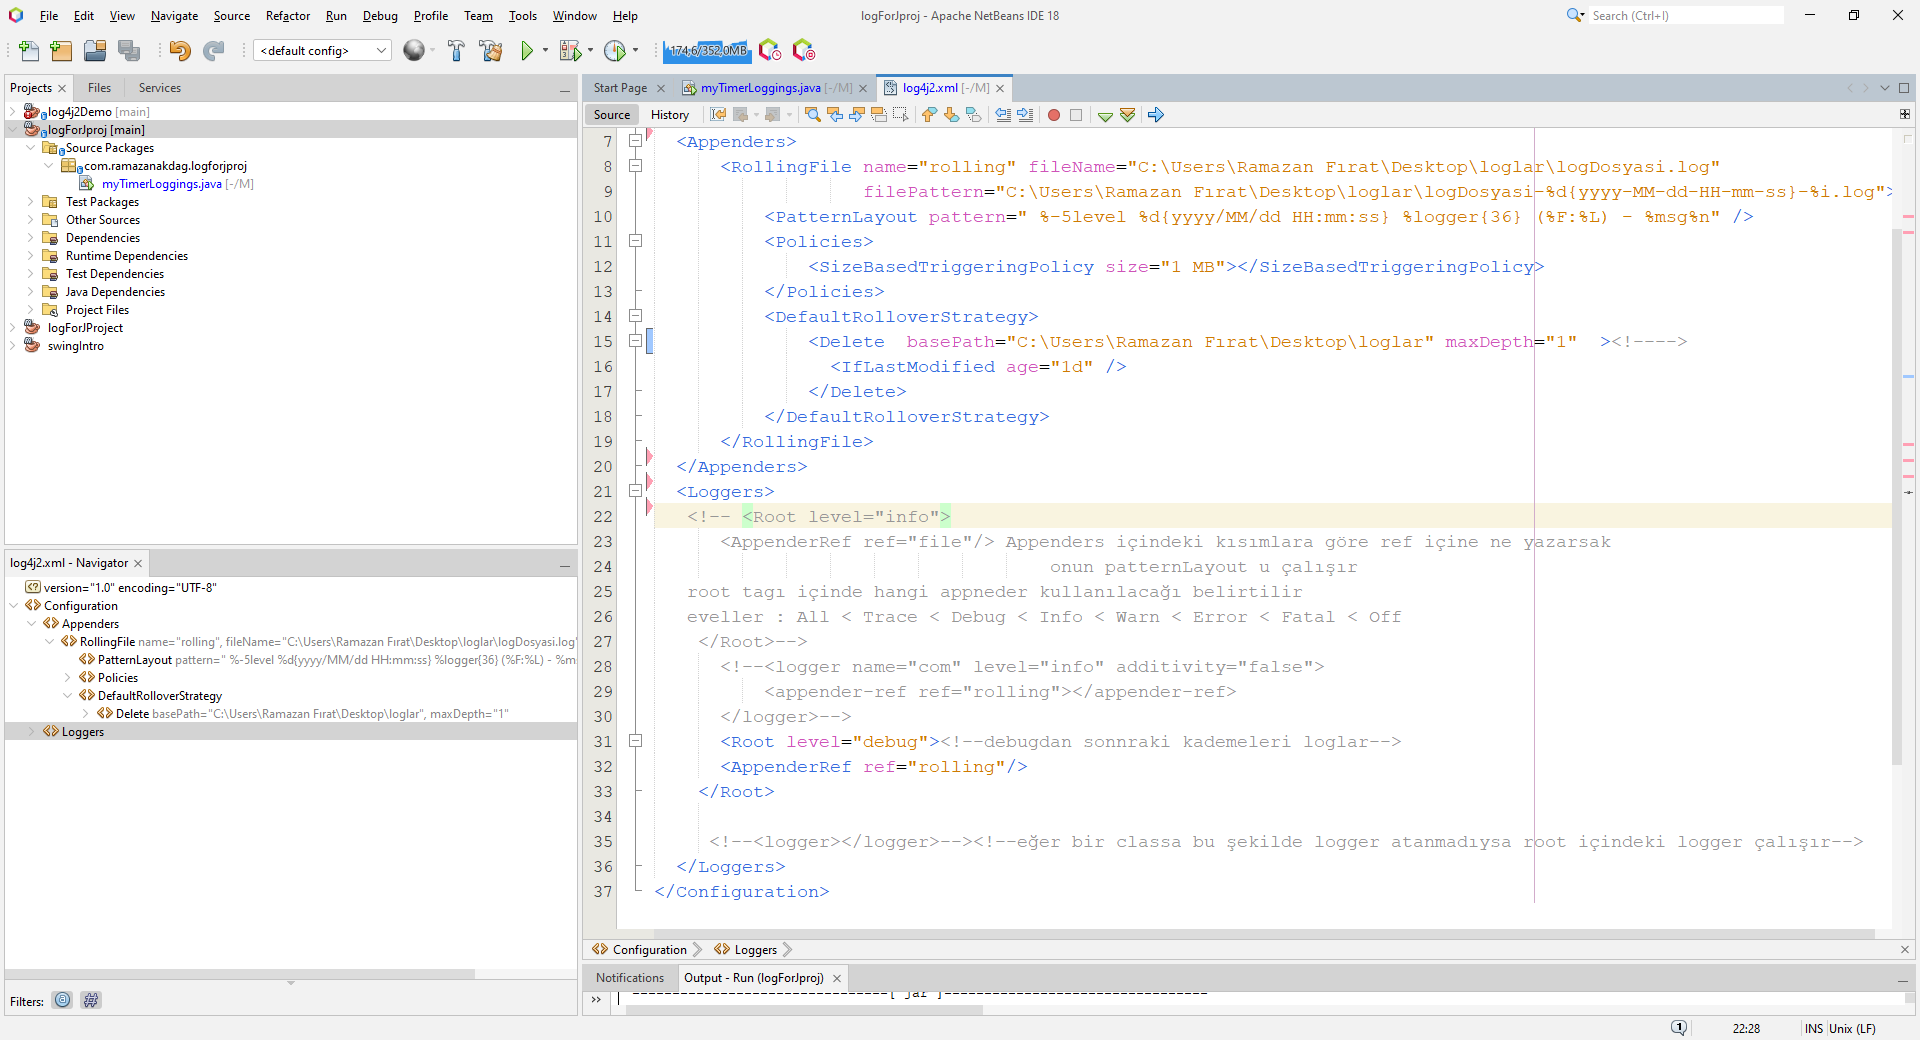 File Edit View Navigate Source Refactor Run Debug Profile Team Tools Window Help
logForJproj - Apache NetBeans IDE 18
Search (Ctrl+I)
<default config>
174,6/352,0MB
Projects Files Services
log4j2Demo [main]
logForJproj [main]
Source Packages
com.ramazanakdag.logforjproj
myTimerLoggings.java [-/M]
Test Packages
Other Sources
Dependencies
Runtime Dependencies
Test Dependencies
Java Dependencies
Project Files
logForJProject
swingIntro
log4j2.xml - Navigator
version="1.0" encoding="UTF-8"
Configuration
Appenders
RollingFile name="rolling", fileName="C:\Users\Ramazan Fırat\Desktop\loglar\logDosyasi.log"
PatternLayout pattern=" %-5level %d{yyyy/MM/dd HH:mm:ss} %logger{36} (%F:%L) - %m
Policies
DefaultRolloverStrategy
Delete basePath="C:\Users\Ramazan Fırat\Desktop\loglar", maxDepth="1"
Loggers
Filters:
Start Page myTimerLoggings.java [-/M] log4j2.xml [-/M]
Source History
7 <Appenders>
8 <RollingFile name="rolling" fileName="C:\Users\Ramazan Fırat\Desktop\loglar\logDosyasi.log"
9 filePattern="C:\Users\Ramazan Fırat\Desktop\loglar\logDosyasi-%d{yyyy-MM-dd-HH-mm-ss}-%i.log">
10 <PatternLayout pattern=" %-5level %d{yyyy/MM/dd HH:mm:ss} %logger{36} (%F:%L) - %msg%n" />
11 <Policies>
12 <SizeBasedTriggeringPolicy size="1 MB"></SizeBasedTriggeringPolicy>
13 </Policies>
14 <DefaultRolloverStrategy>
15 <Delete  basePath="C:\Users\Ramazan Fırat\Desktop\loglar" maxDepth="1"  ><!---->
16 <IfLastModified age="1d" />
17 </Delete>
18 </DefaultRolloverStrategy>
19 </RollingFile>
20 </Appenders>
21 <Loggers>
22 <!-- <Root level="info">
23 <AppenderRef ref="file"/> Appenders içindeki kısımlara göre ref içine ne yazarsak
24 onun patternLayout u çalışır
25 root tagı içinde hangi appneder kullanılacağı belirtilir
26 eveller : All < Trace < Debug < Info < Warn < Error < Fatal < Off
27 </Root>-->
28 <!--<logger name="com" level="info" additivity="false">
29 <appender-ref ref="rolling"></appender-ref>
30 </logger>-->
31 <Root level="debug"><!--debugdan sonnraki kademeleri loglar-->
32 <AppenderRef ref="rolling"/>
33 </Root>
34
35 <!--<logger></logger>--><!--eğer bir classa bu şekilde logger atanmadıysa root içindeki logger çalışır-->
36 </Loggers>
37 </Configuration>
Configuration Loggers
Notifications Output - Run (logForJproj)
--------------------------------[ jar ]---------------------------------
1 22:28 INS Unix (LF)